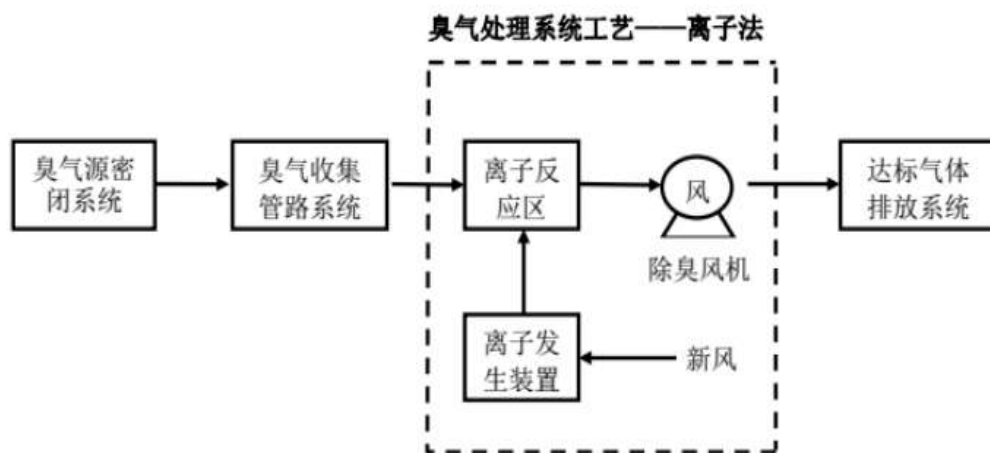 臭气处理系统工艺——离子法
臭气源密
闭系统
臭气收集
管路系统
离子反
应区
风
除臭风机
达标气体
排放系统
离子发
生装置
新风